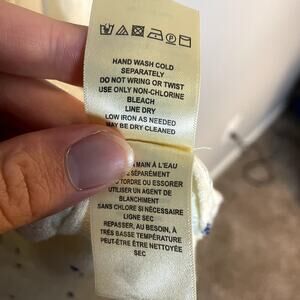 HAND WASH COLD
SEPARATELY
DO NOT WRING OR TWIST
USE ONLY NON-CHLORINE
BLEACH
LINE DRY
LOW IRON AS NEEDED
MAY BE DRY CLEANED
MAIN À L'EAU
SÉPARÉMENT
TORDRE OU ESSORER
UTILISER UN AGENT DE
BLANCHIMENT
SANS CHLORE SI NÉCESSAIRE
LIGNE SEC
REPASSER, AU BESOIN, À
TRÈS BASSE TEMPÉRATURE
PEUT-ÊTRE ÊTRE NETTOYÉE
SEC